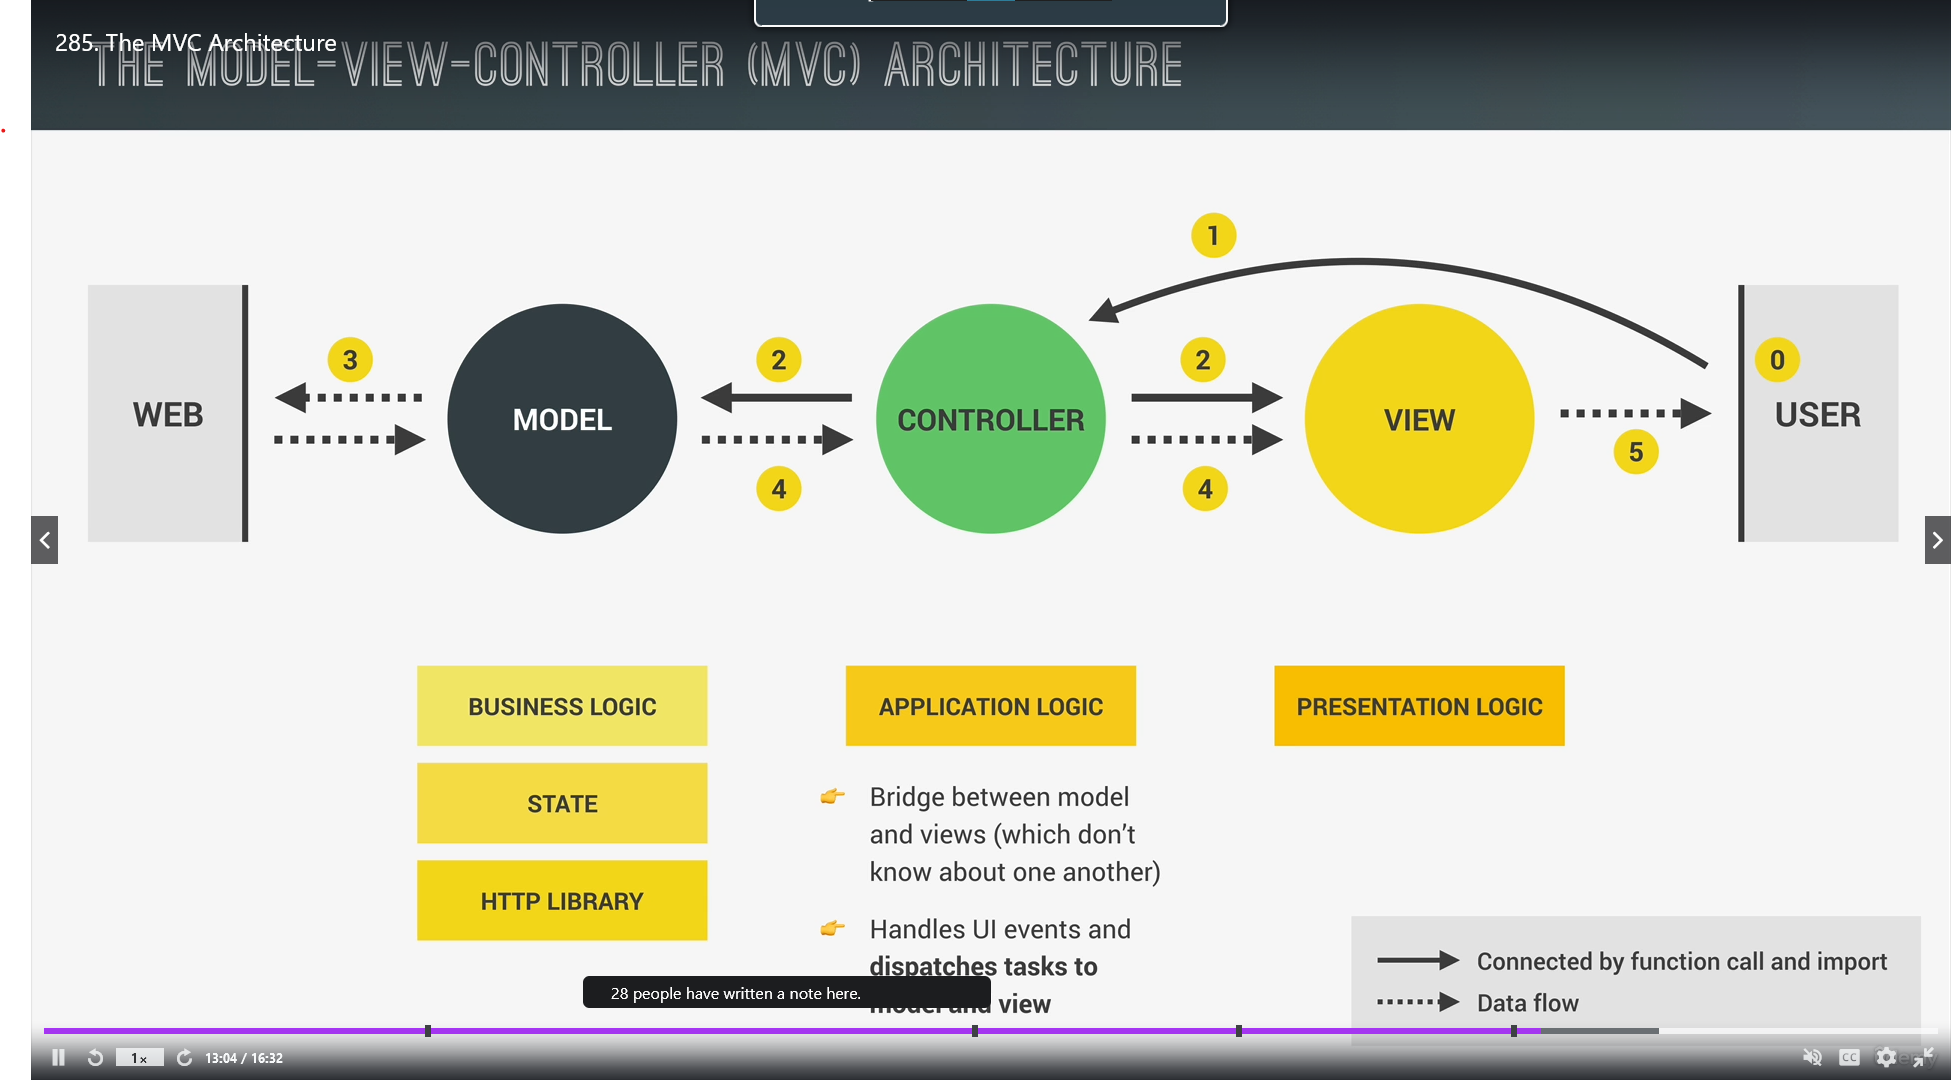 285. The MVC Architecture
THE MODEL-VIEW-CONTROLLER (MVC) ARCHITECTURE
1
3
2
2
0
WEB
MODEL
CONTROLLER
VIEW
USER
5
4
4
BUSINESS LOGIC
APPLICATION LOGIC
PRESENTATION LOGIC
STATE
HTTP LIBRARY
Bridge between model
and views (which don’t
know about one another)
Handles UI events and
dispatches tasks to
model and view
Connected by function call and import
Data flow
28 people have written a note here.
1x
13:04 / 16:32
CC